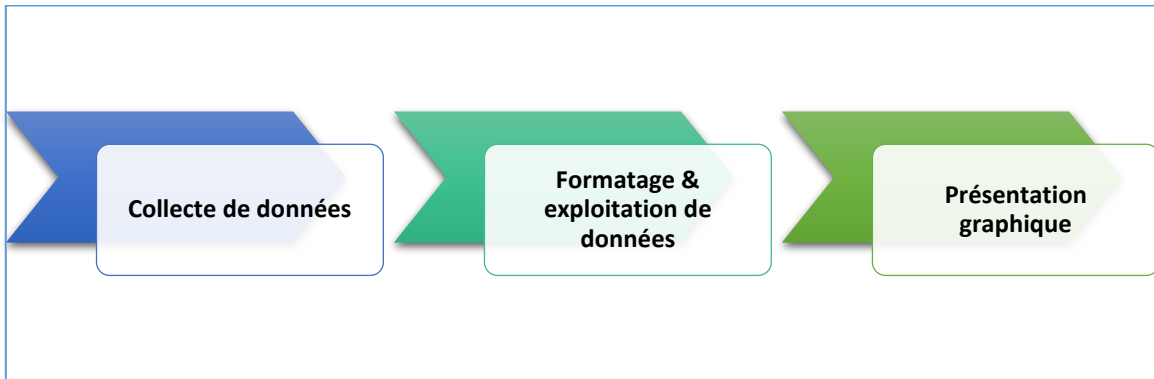 Collecte de données
Formatage &
exploitation de
données
Présentation
graphique